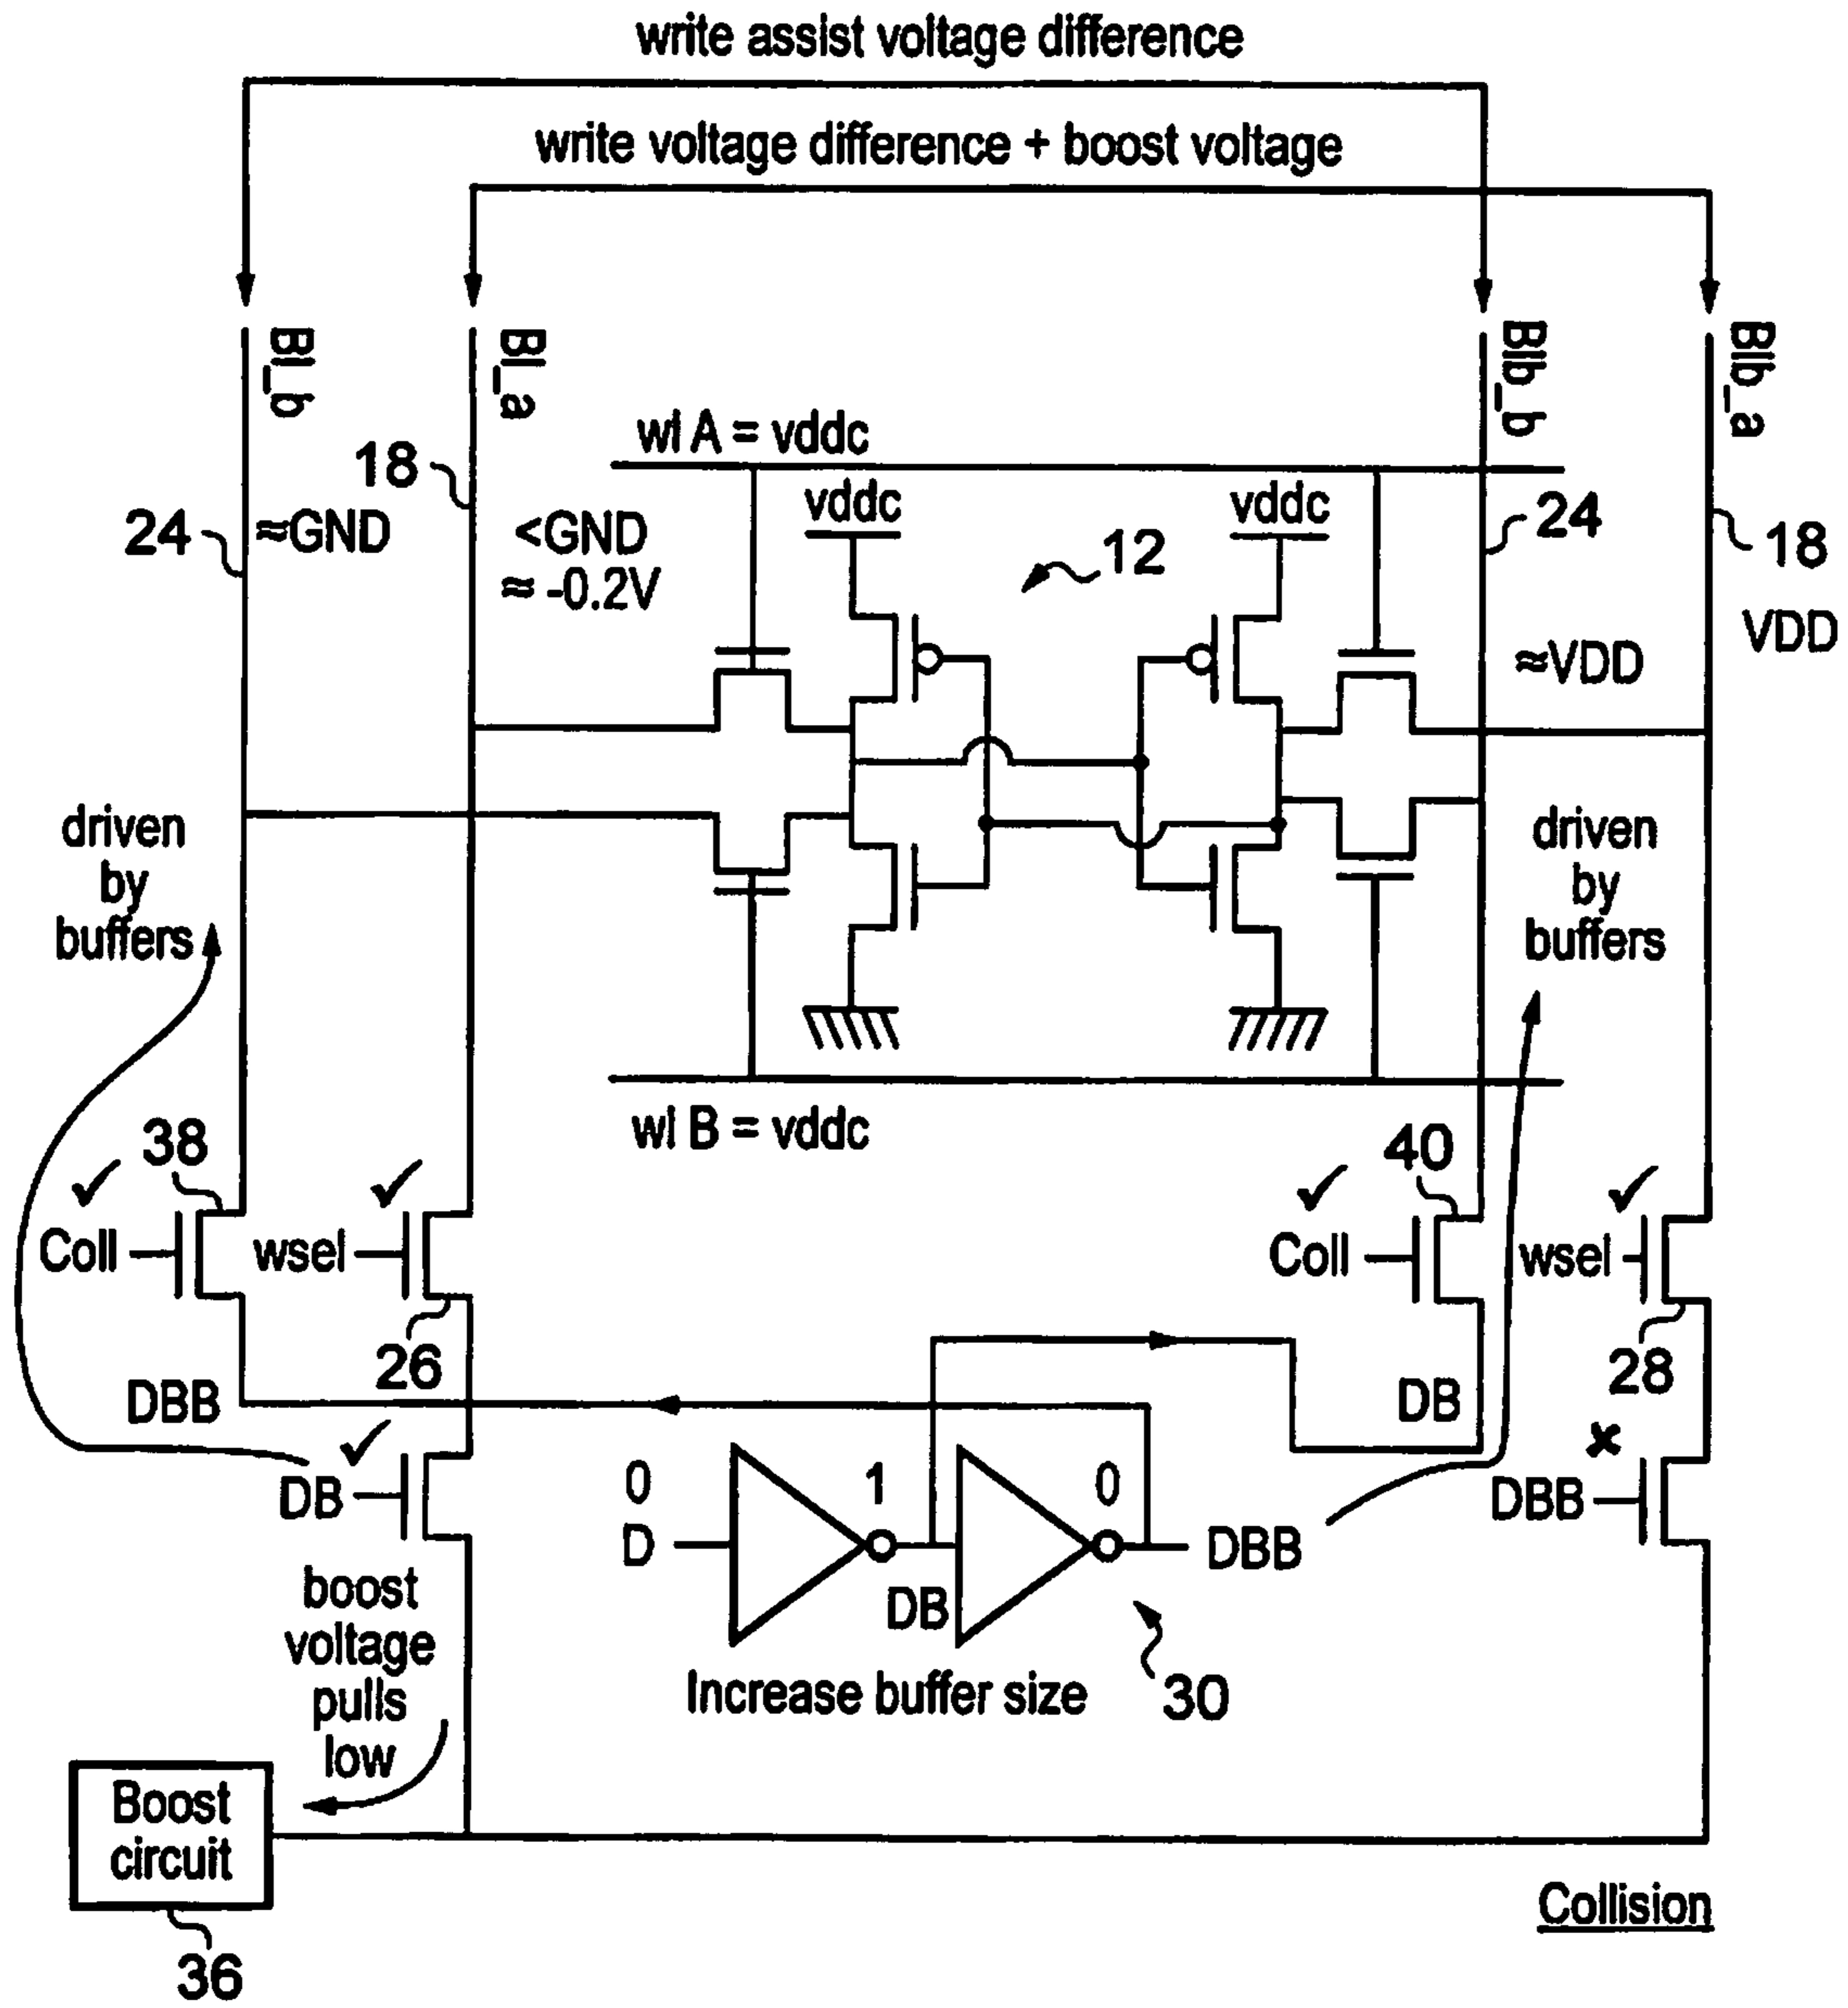 write assist voltage difference
write voltage difference + boost voltage
Bl_b
Bl_a
Blb_b
Blb_a
wl A = vddc
18
vddc
vddc
24
≈GND
<GND
≈ -0.2V
12
24
18
VDD
≈VDD
driven
by
buffers
driven
by
buffers
wl B = vddc
38
40
Coll
wsel
Coll
wsel
26
28
DBB
DB
DB
0
1
0
D
DB
DBB
DBB
boost
voltage
pulls
low
Increase buffer size
30
Boost
circuit
36
Collision